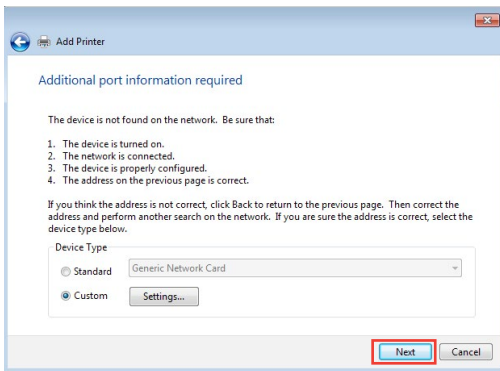 Add Printer
Additional port information required
The device is not found on the network.  Be sure that:
1.  The device is turned on.
2.  The network is connected.
3.  The device is properly configured.
4.  The address on the previous page is correct.
If you think the address is not correct, click Back to return to the previous page.  Then correct the
address and perform another search on the network.  If you are sure the address is correct, select the
device type below.
Device Type
Standard
Generic Network Card
Custom
Settings...
Next
Cancel